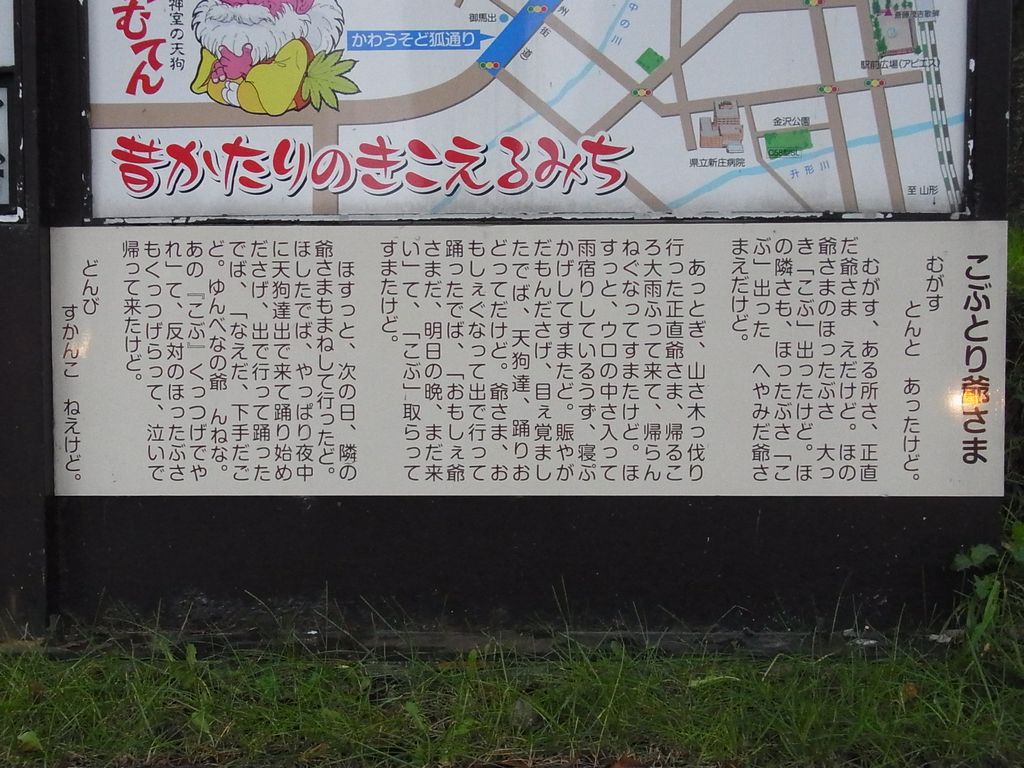 むてん
神室の天狗
御馬出
かわうそど狐通り
州
街
道
中の川
斎藤茂吉歌碑
駅前広場(アビエス)
金沢公園
県立新庄病院
升形川
至 山形
昔かたりのきこえるみち
こぶとり爺さま
むがす
とんと あったけど。
むがす、ある所さ、正直
だ爺さま えだけど。ほの
爺さまのほったぶさ 大っ
き「こぶ」出ったけど。ほ
の隣さも、ほったぶさ「こ
ぶ」出った へやみだ爺さ
まえだけど。
あっとぎ、山さ木っ伐り
行った正直爺さま、帰るこ
ろ大雨ふって来て、帰らん
ねぐなってすまたけど。ほ
すっと、ウロの中さ入って
雨宿りしているうず、寝ぷ
かげしてすまたど。賑やが
だもんださげ、目ぇ覚まし
たでば、天狗達、踊りお
どってだけど。爺さま、お
もしぇぐなって出で行って
踊ったでば、「おもしぇ爺
さまだ、明日の晩、まだ来
い」って、「こぶ」取らって
すまたけど。
ほすっと、次の日、隣の
爺さまもまねして行ったど。
ほしたでば、やっぱり夜中
に天狗達出で来て踊り始め
ださげ、出で行って踊った
でば、「なえだ、下手だご
ど。ゆんべなの爺 んねな。
あの『こぶ』くっつげでや
れ」って、反対のほったぶさ
もくっつげらって、泣いで
帰って来たけど。
どんぴ
すかんこ ねえけど。